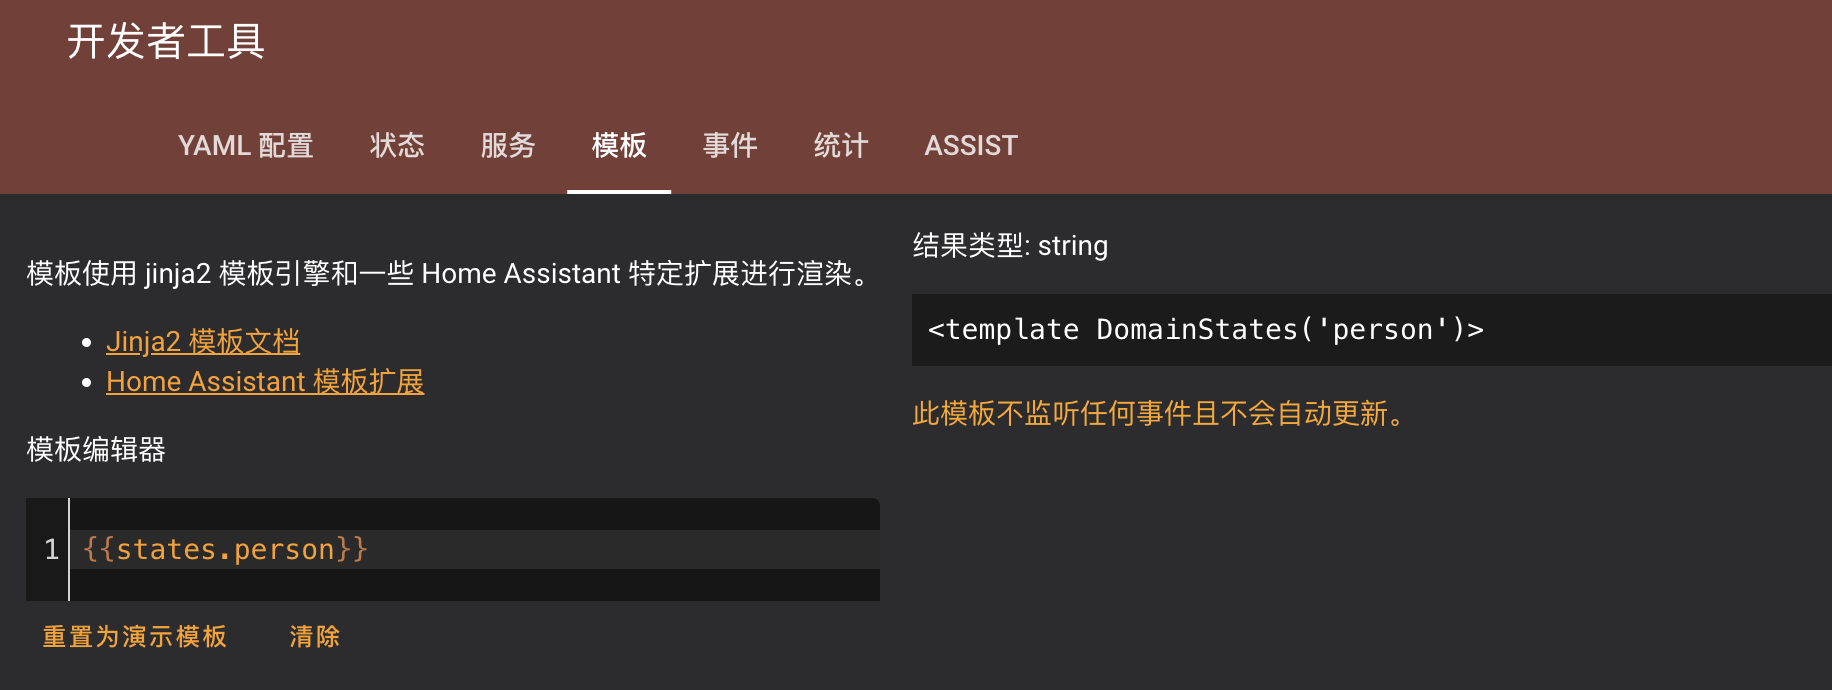 开发者工具
YAML 配置 状态 服务 模板 事件 统计 ASSIST
模板使用 jinja2 模板引擎和一些 Home Assistant 特定扩展进行渲染。
Jinja2 模板文档
Home Assistant 模板扩展
模板编辑器
1 {{states.person}}
重置为演示模板 清除
结果类型: string
<template DomainStates('person')>
此模板不监听任何事件且不会自动更新。